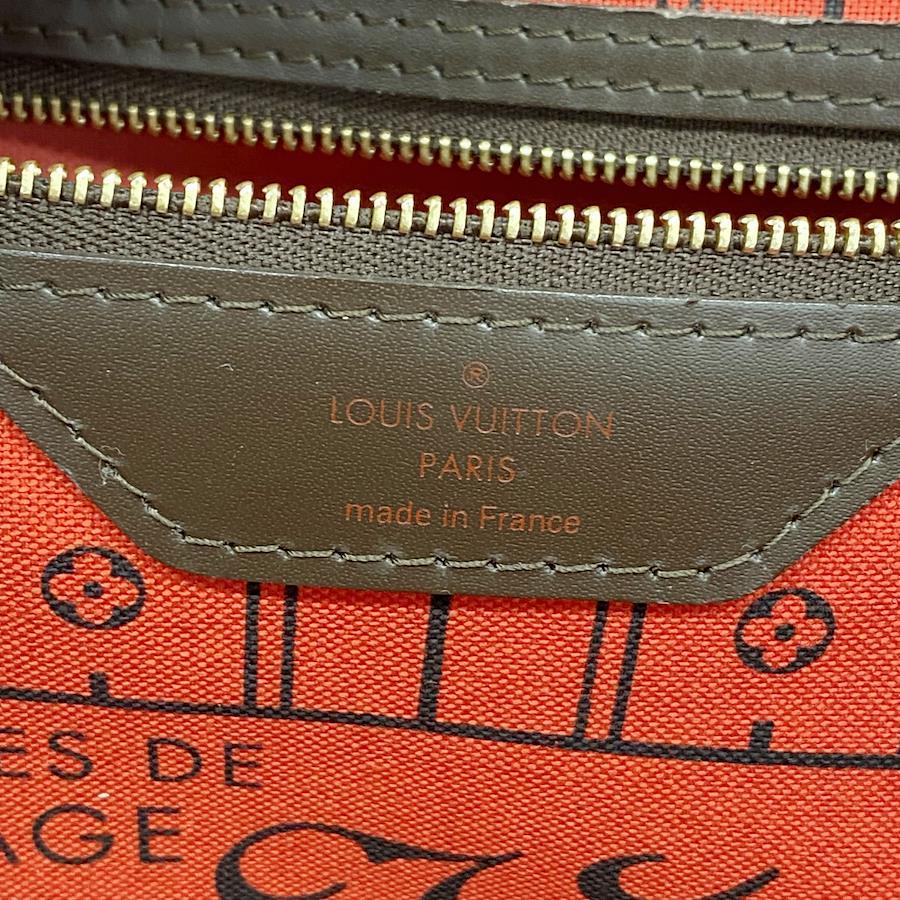 ®
LOUIS VUITTON
PARIS
made in France
ES DE
AGE